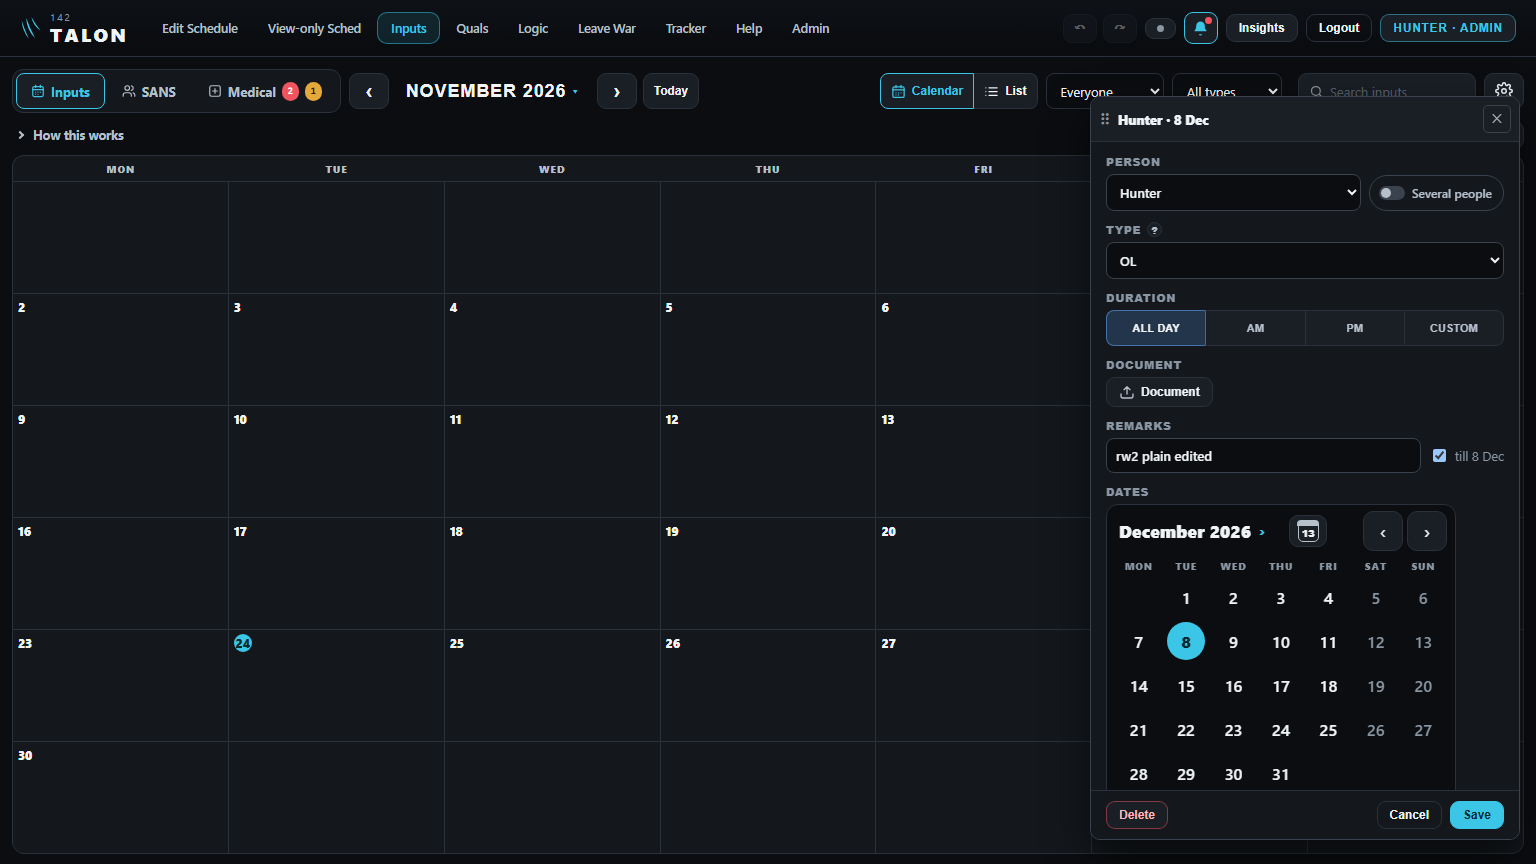 142
TALON
Edit Schedule
View-only Sched
Inputs
Quals
Logic
Leave War
Tracker
Help
Admin
Insights
Logout
HUNTER · ADMIN
Inputs
SANS
Medical 2 1
‹
NOVEMBER 2026
›
Today
Calendar
List
Everyone
All types
Search inputs
How this works
MON TUE WED THU FRI
2 3 4 5 6
9 10 11 12 13
16 17 18 19 20
23 24 25 26 27
30
Hunter · 8 Dec
PERSON
Hunter
Several people
TYPE ?
OL
DURATION
ALL DAY AM PM CUSTOM
DOCUMENT
Document
REMARKS
rw2 plain edited
till 8 Dec
DATES
December 2026 ›
13
‹ ›
MON TUE WED THU FRI SAT SUN
1 2 3 4 5 6
7 8 9 10 11 12 13
14 15 16 17 18 19 20
21 22 23 24 25 26 27
28 29 30 31
Delete
Cancel
Save